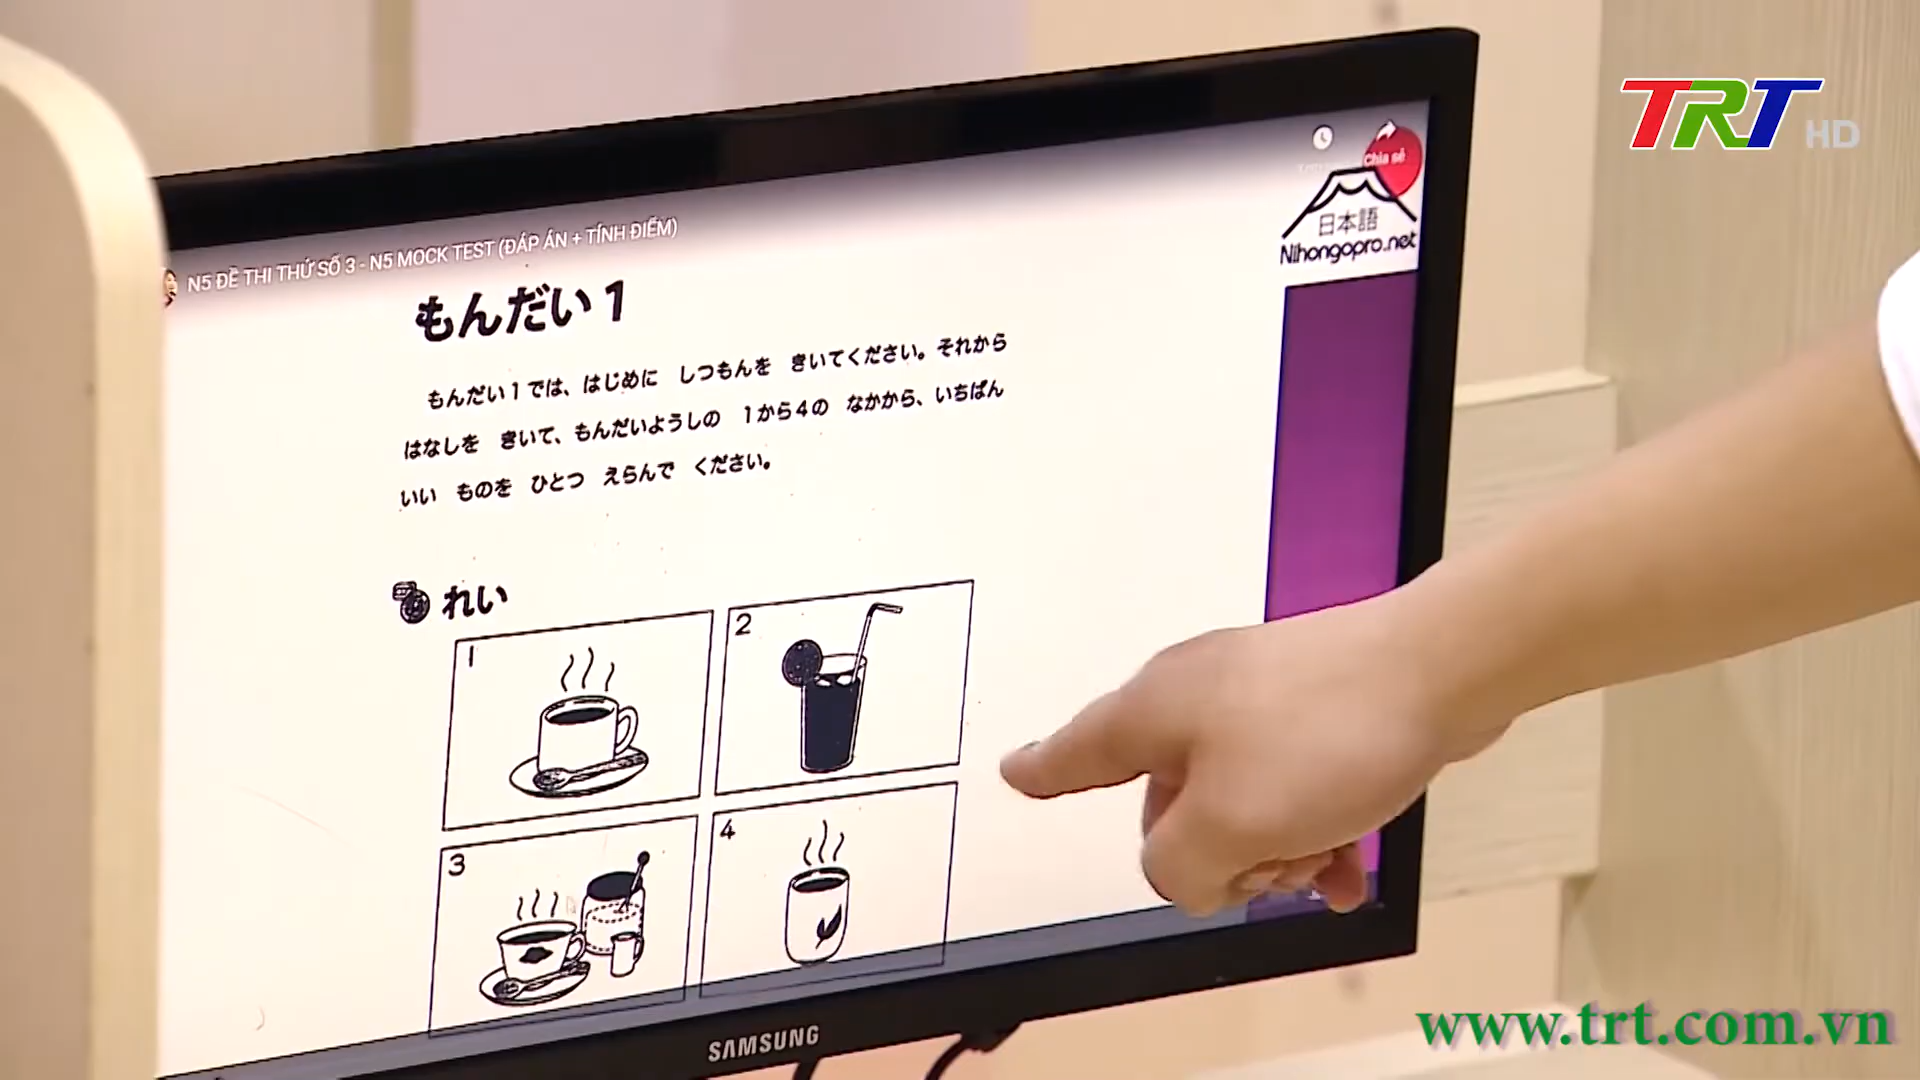 TRT HD
Chia sẻ
日本語
Nihongopro.net
N5 ĐỀ THI THỬ SỐ 3 - N5 MOCK TEST (ĐÁP ÁN + TÍNH ĐIỂM)
もんだい1
もんだい1では、はじめに しつもんを きいてください。それから
はなしを きいて、もんだいようしの 1から4の なかから、いちばん
いい ものを ひとつ えらんで ください。
れい
1
2
3
4
SAMSUNG
www.trt.com.vn